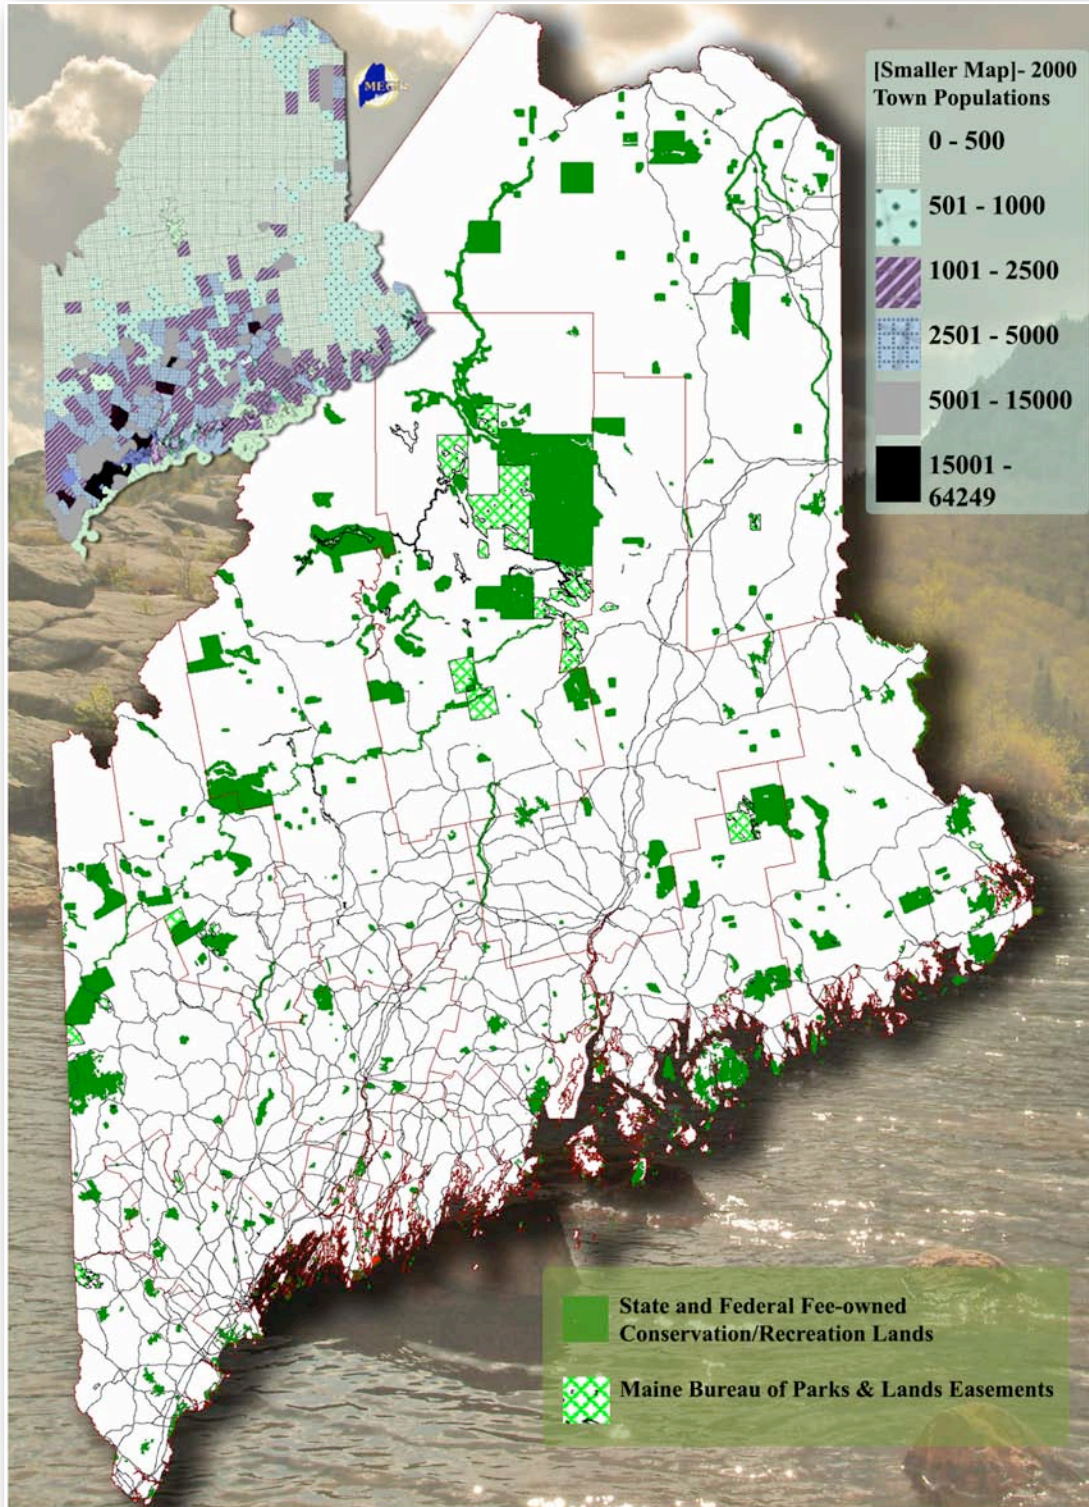 MEGIS
[Smaller Map]- 2000
Town Populations
0 - 500
501 - 1000
1001 - 2500
2501 - 5000
5001 - 15000
15001 -
64249
State and Federal Fee-owned
Conservation/Recreation Lands
Maine Bureau of Parks & Lands Easements